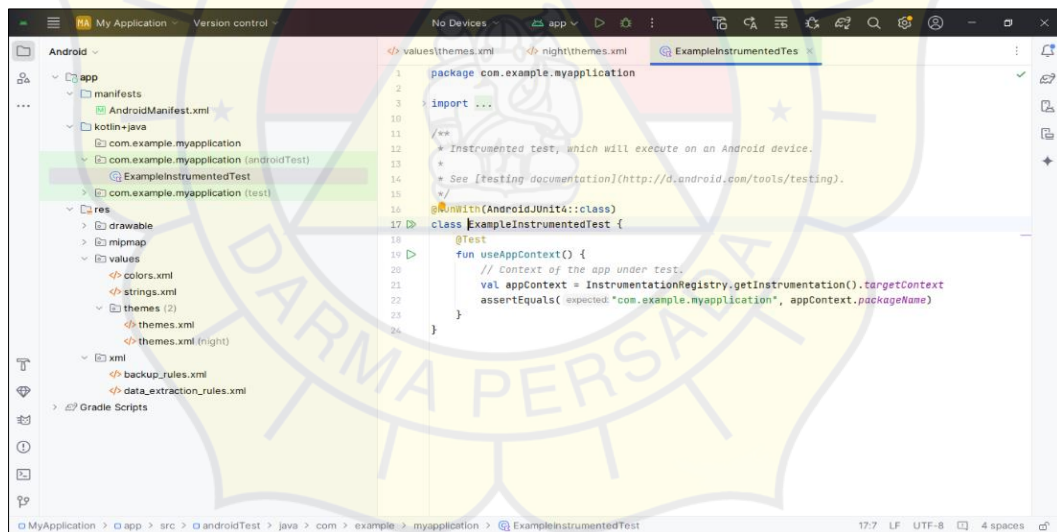 MA My Application Version control No Devices app
Android
app
manifests
AndroidManifest.xml
kotlin+java
com.example.myapplication
com.example.myapplication (androidTest)
ExampleInstrumentedTest
com.example.myapplication (test)
res
drawable
mipmap
values
colors.xml
strings.xml
themes (2)
themes.xml
themes.xml (night)
xml
backup_rules.xml
data_extraction_rules.xml
Gradle Scripts
values\themes.xml night\themes.xml ExampleInstrumentedTes
1 package com.example.myapplication
2
3 import ...
10
11 /**
12 * Instrumented test, which will execute on an Android device.
13 *
14 * See [testing documentation](http://d.android.com/tools/testing).
15 */
16 @RunWith(AndroidJUnit4::class)
17 class ExampleInstrumentedTest {
18 @Test
19 fun useAppContext() {
20 // Context of the app under test.
21 val appContext = InstrumentationRegistry.getInstrumentation().targetContext
22 assertEquals( expected: "com.example.myapplication", appContext.packageName)
23 }
24 }
DARMA PERSADA
MyApplication > app > src > androidTest > java > com > example > myapplication > ExampleInstrumentedTest 17:7 LF UTF-8 4 spaces